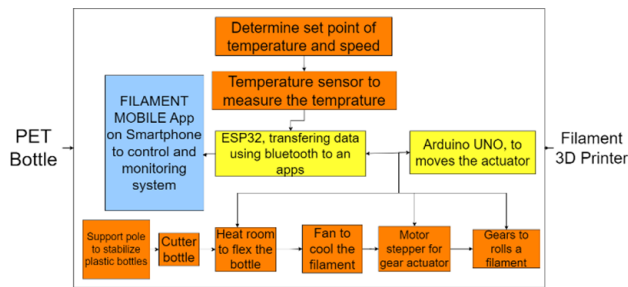 Determine set point of
temperature and speed
Temperature sensor to
measure the temprature
FILAMENT
MOBILE App
on Smartphone
to control and
monitoring
system
ESP32, transfering data
using bluetooth to an
apps
Arduino UNO, to
moves the actuator
PET
Bottle
Filament
3D Printer
Support pole
to stabilize
plastic bottles
Cutter
bottle
Heat room
to flex the
bottle
Fan to
cool the
filament
Motor
stepper for
gear actuator
Gears to
rolls a
filament